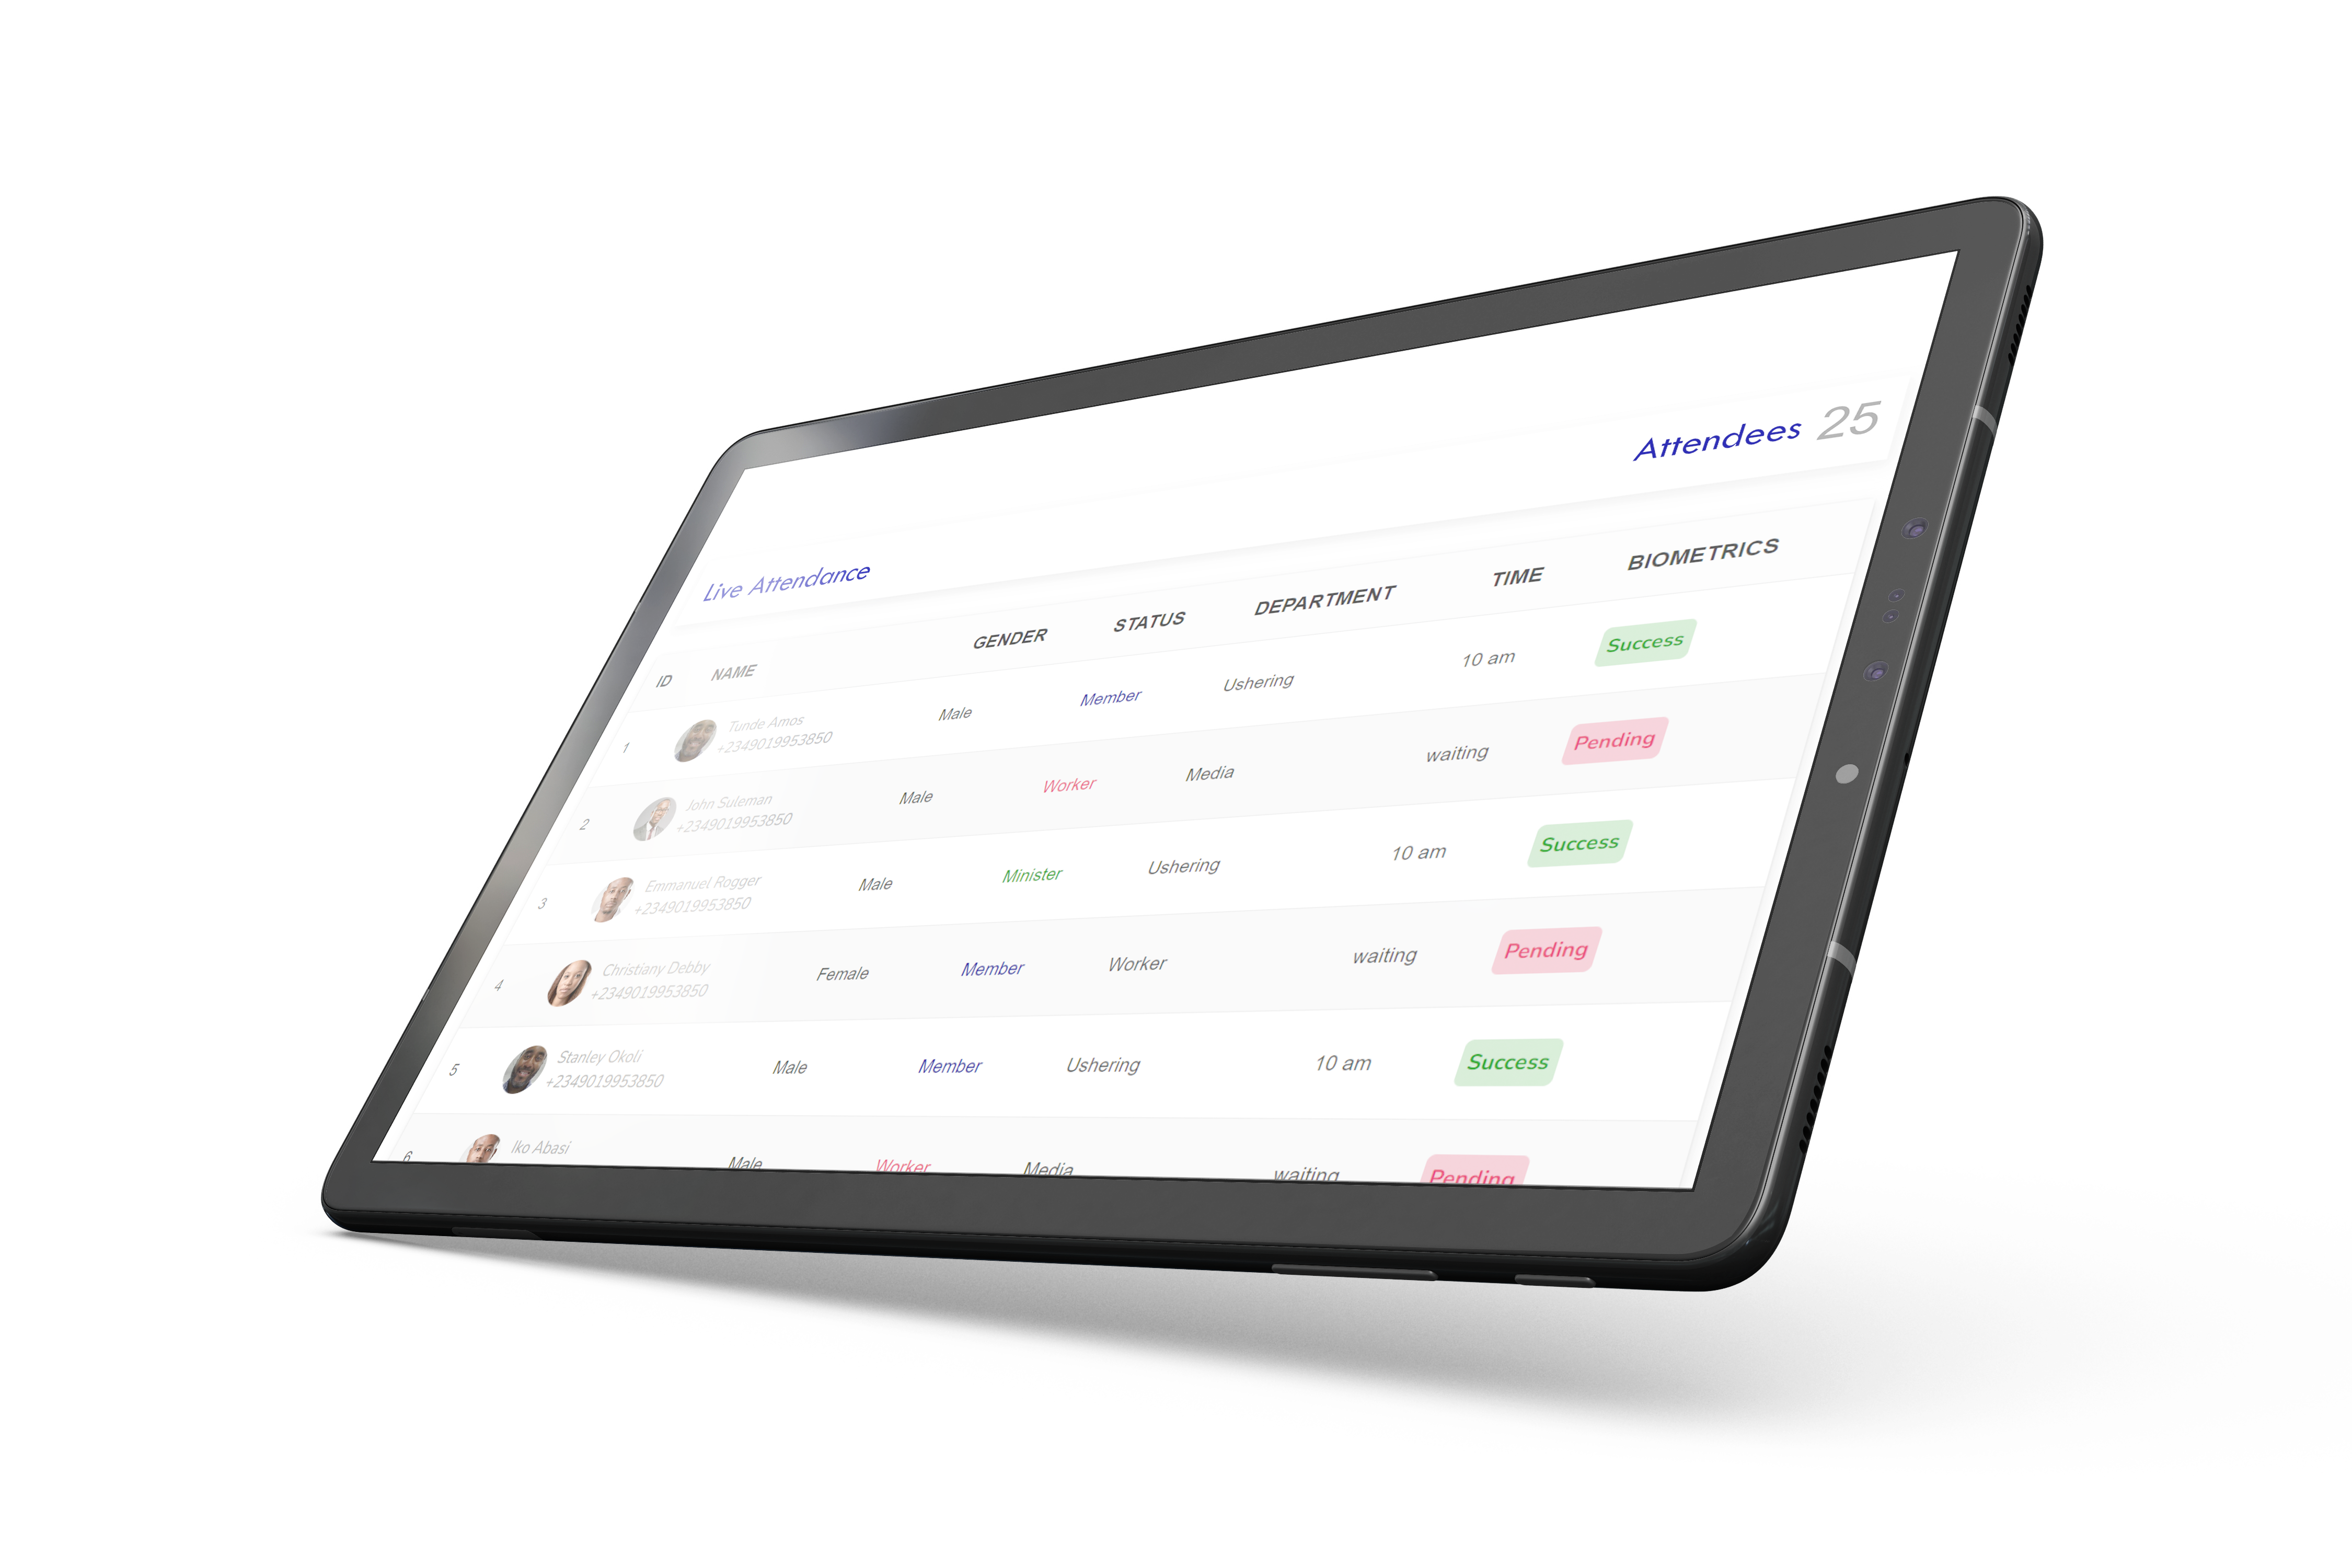 Attendees 25
Live Attendance
ID NAME GENDER STATUS DEPARTMENT TIME BIOMETRICS
1 Tunde Amos Male Member Ushering 10 am Success
+2349019953850
2 John Suleman Male Worker Media waiting Pending
+2349019953850
3 Emmanuel Rogger Male Minister Ushering 10 am Success
+2349019953850
4 Christiany Debby Female Member Worker waiting Pending
+2349019953850
5 Stanley Okoli Male Member Ushering 10 am Success
+2349019953850
6 Iko Abasi Male Worker Media waiting Pending